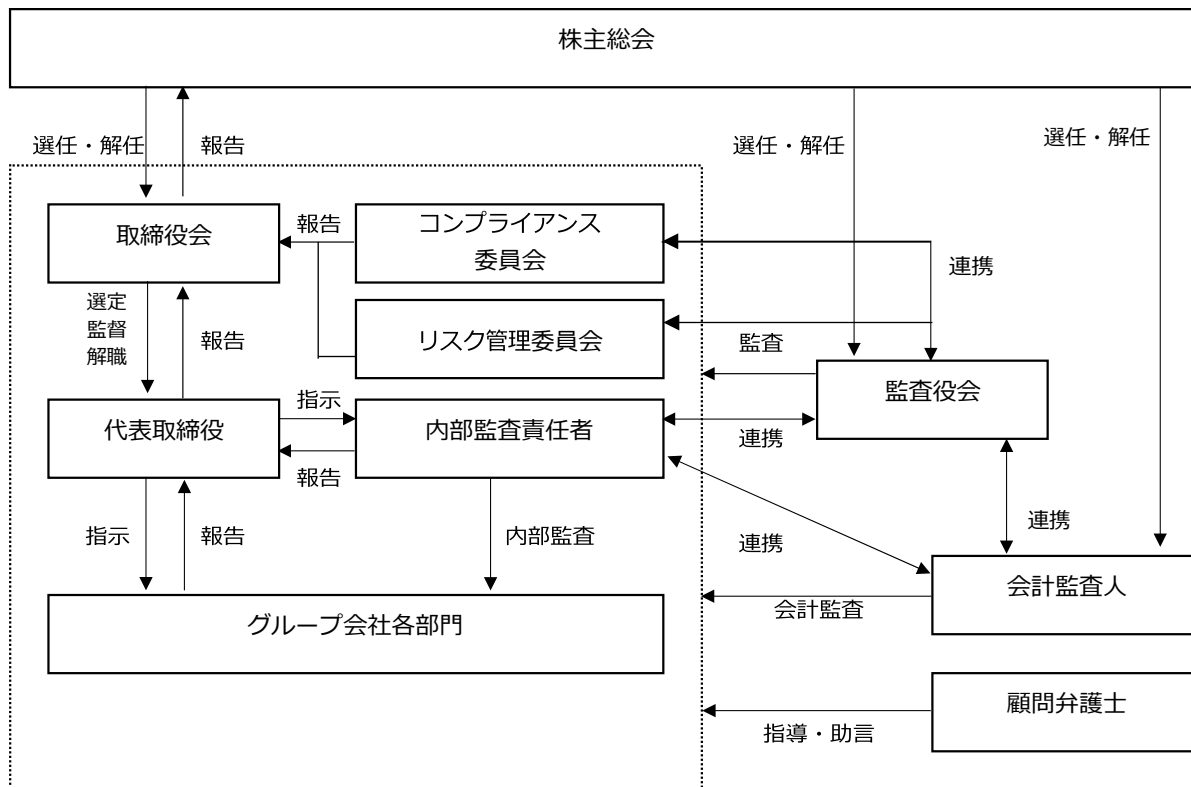 株主総会
選任・解任
報告
選任・解任
選任・解任
取締役会
報告
コンプライアンス
委員会
連携
選定
監督
解職
報告
リスク管理委員会
監査
監査役会
代表取締役
指示
報告
内部監査責任者
連携
指示
報告
内部監査
連携
連携
会計監査人
会計監査
グループ会社各部門
顧問弁護士
指導・助言